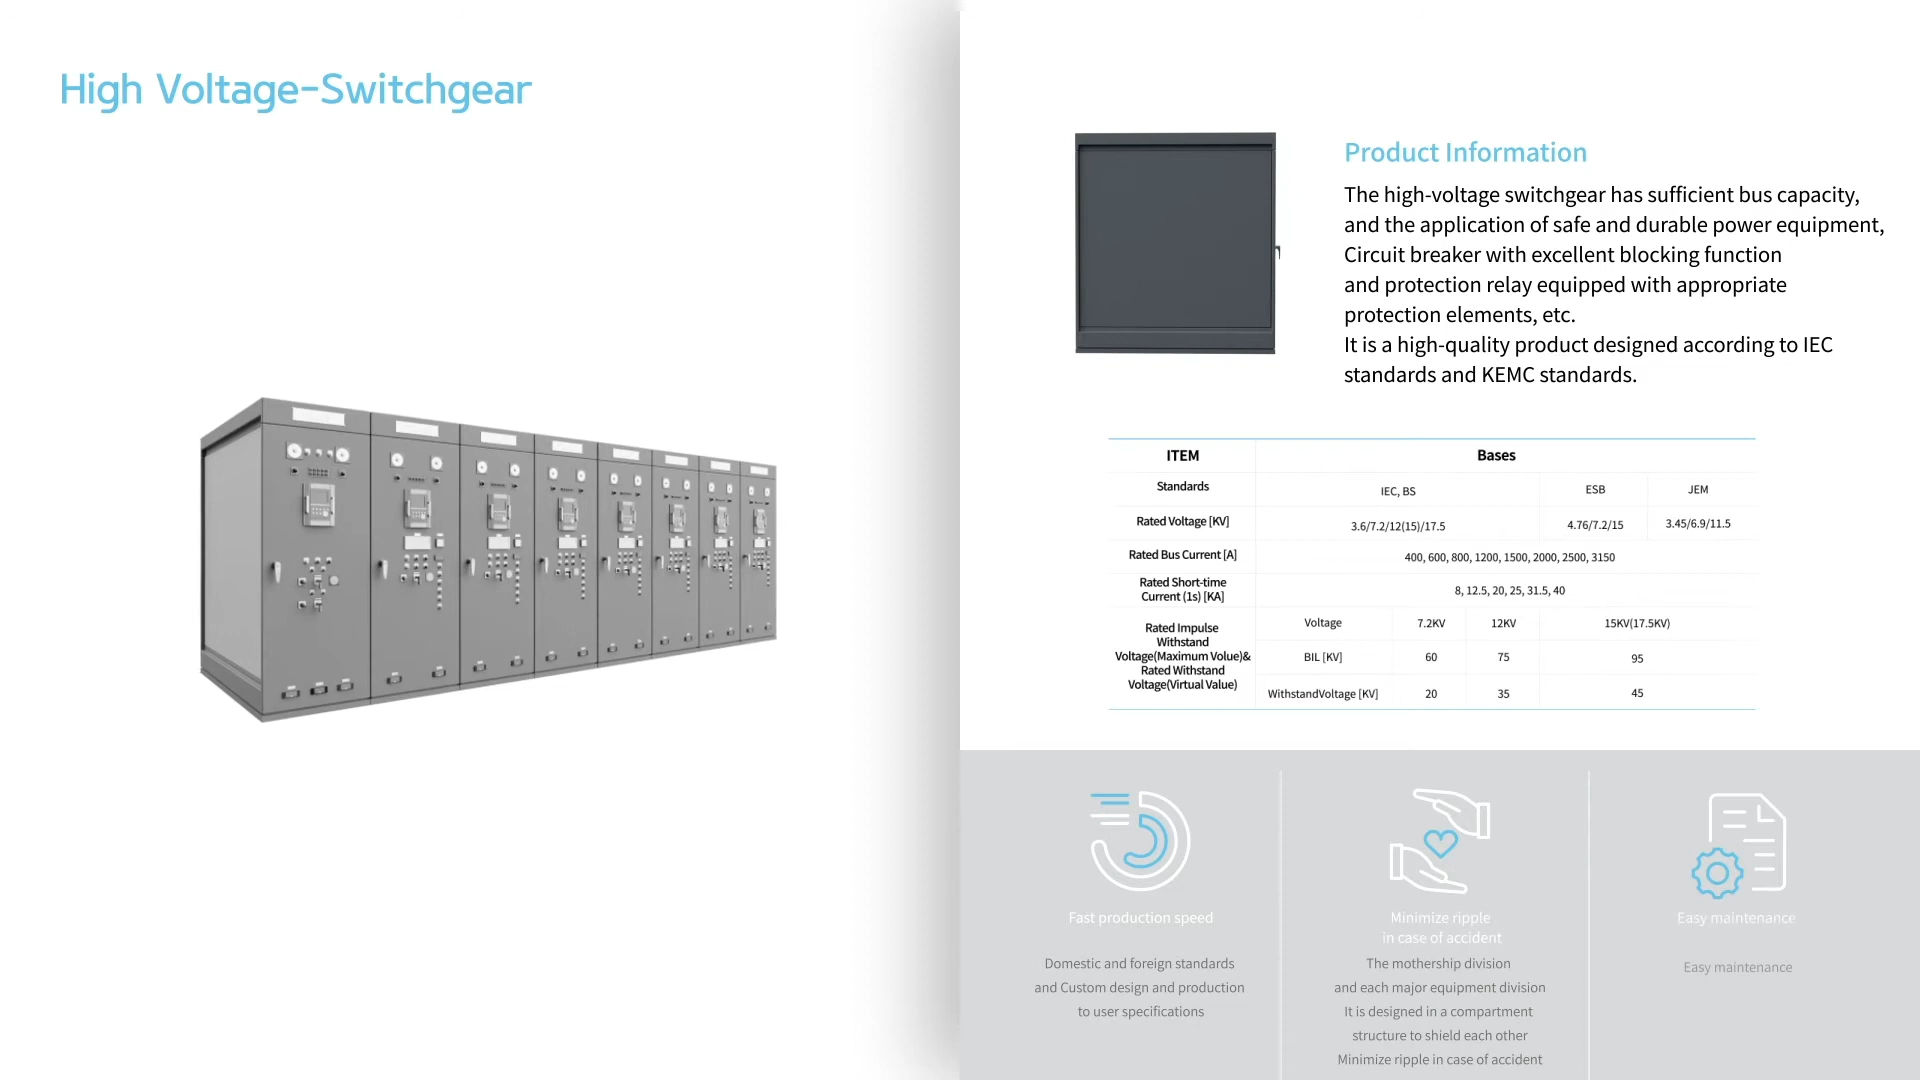 High Voltage-Switchgear
Product Information
The high-voltage switchgear has sufficient bus capacity,
and the application of safe and durable power equipment,
Circuit breaker with excellent blocking function
and protection relay equipped with appropriate
protection elements, etc.
It is a high-quality product designed according to IEC
standards and KEMC standards.
ITEM Bases
Standards IEC, BS ESB JEM
Rated Voltage [KV] 3.6/7.2/12(15)/17.5 4.76/7.2/15 3.45/6.9/11.5
Rated Bus Current [A] 400, 600, 800, 1200, 1500, 2000, 2500, 3150
Rated Short-time
Current (1s) [KA]
8, 12.5, 20, 25, 31.5, 40
Rated Impulse
Withstand
Voltage(Maximum Volue)&
Rated Withstand
Voltage(Virtual Value)
Voltage 7.2KV 12KV 15KV(17.5KV)
BIL [KV] 60 75 95
WithstandVoltage [KV] 20 35 45
Fast production speed
Domestic and foreign standards
and Custom design and production
to user specifications
Minimize ripple
in case of accident
The mothership division
and each major equipment division
It is designed in a compartment
structure to shield each other
Minimize ripple in case of accident
Easy maintenance
Easy maintenance